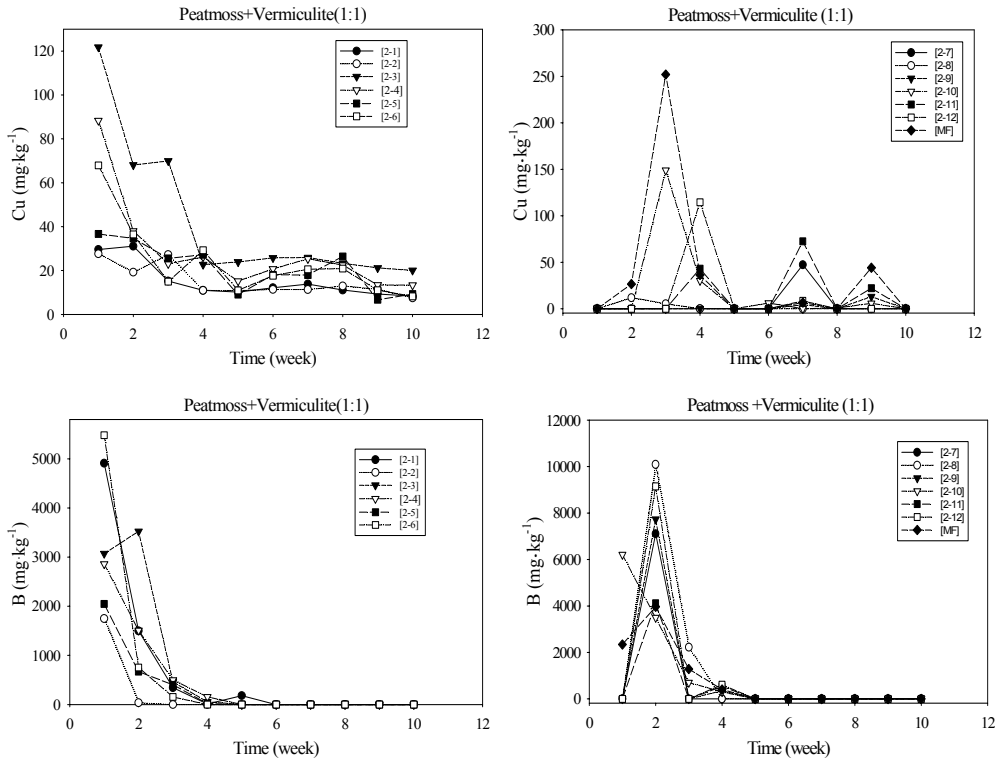 Peatmoss+Vermiculite(1:1)
Cu (mg·kg-1)
120
100
80
60
40
20
0
[2-1]
[2-2]
[2-3]
[2-4]
[2-5]
[2-6]
0 2 4 6 8 10 12
Time (week)
Peatmoss+Vermiculite (1:1)
Cu (mg·kg-1)
300
250
200
150
100
50
0
[2-7]
[2-8]
[2-9]
[2-10]
[2-11]
[2-12]
[MF]
0 2 4 6 8 10 12
Time (week)
Peatmoss+Vermiculite(1:1)
B (mg·kg-1)
5000
4000
3000
2000
1000
0
[2-1]
[2-2]
[2-3]
[2-4]
[2-5]
[2-6]
0 2 4 6 8 10 12
Time (week)
Peatmoss +Vermiculite (1:1)
B (mg·kg-1)
12000
10000
8000
6000
4000
2000
0
[2-7]
[2-8]
[2-9]
[2-10]
[2-11]
[2-12]
[MF]
0 2 4 6 8 10 12
Time (week)